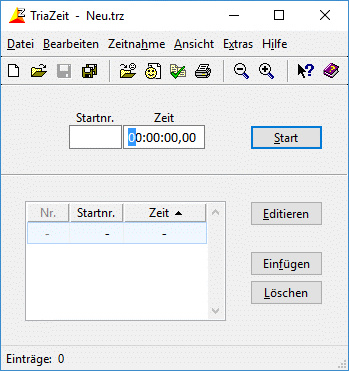 TriaZeit - Neu.trz
Datei Bearbeiten Zeitnahme Ansicht Extras Hilfe
Startnr. Zeit
00:00:00,00 Start
Nr. Startnr. Zeit
- - -
Editieren
Einfügen
Löschen
Einträge: 0